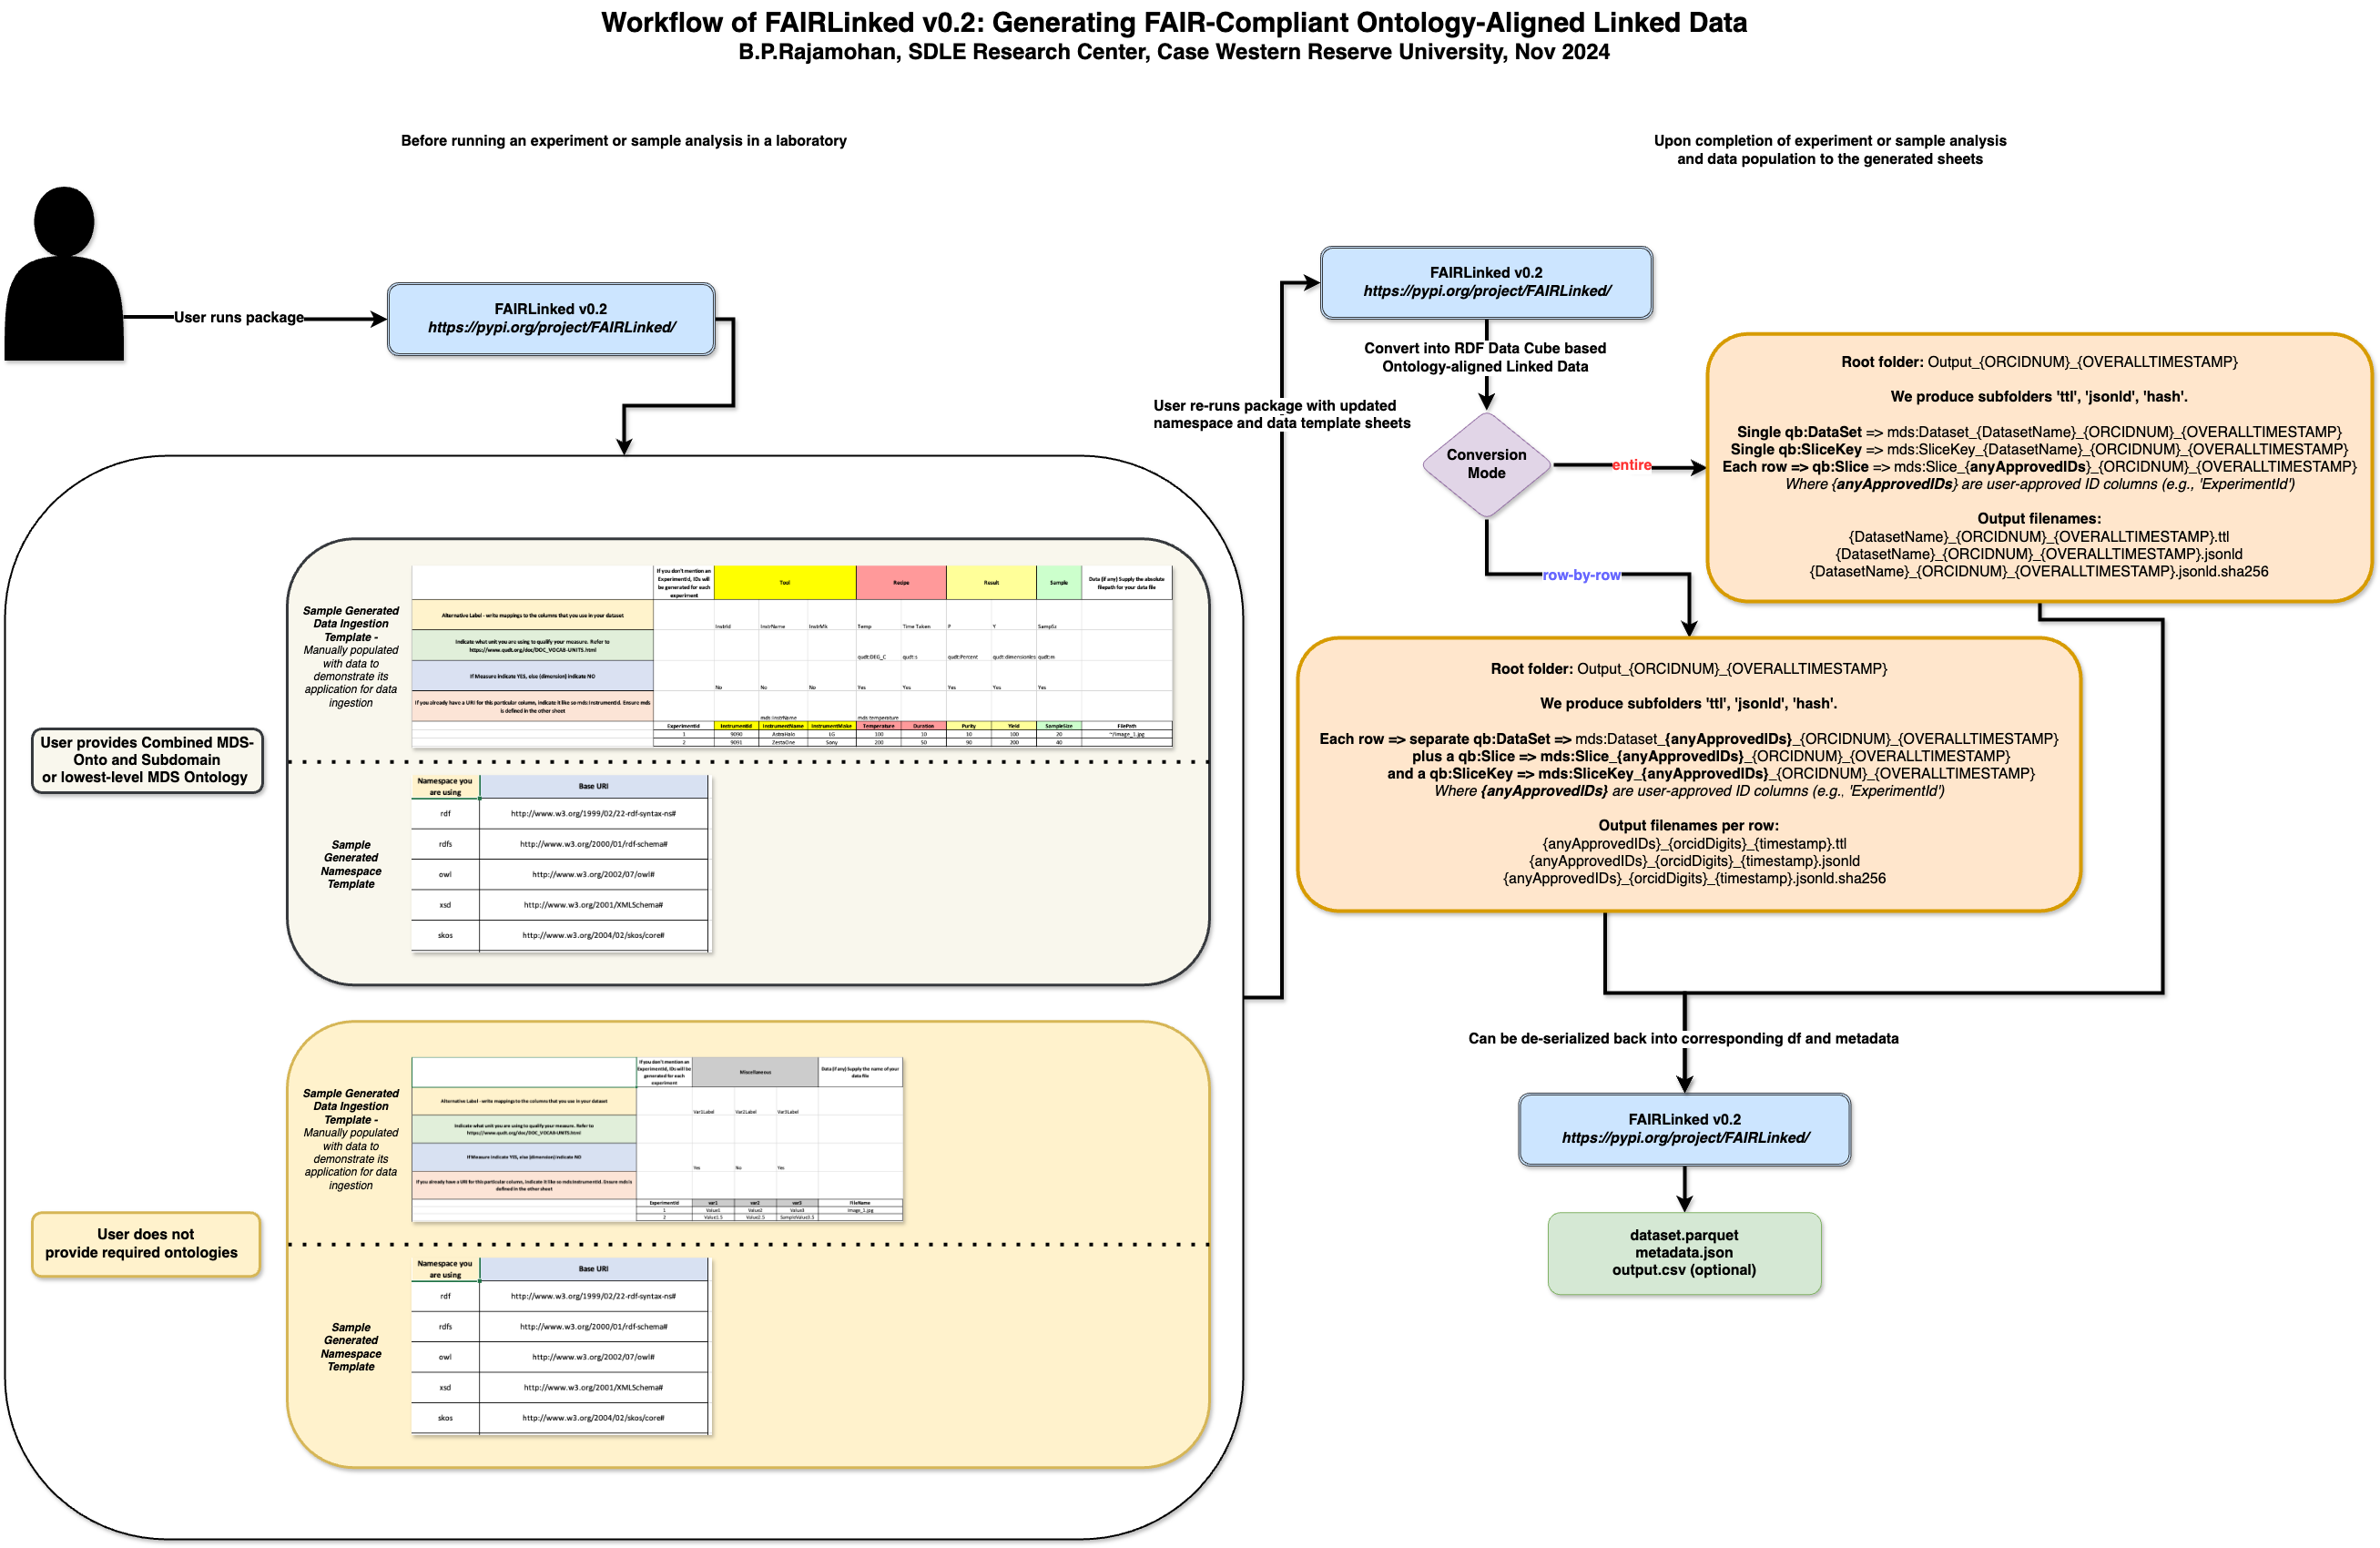 Workflow of FAIRLinked v0.2: Generating FAIR-Compliant Ontology-Aligned Linked Data
B.P.Rajamohan, SDLE Research Center, Case Western Reserve University, Nov 2024
Before running an experiment or sample analysis in a laboratory
User runs package
FAIRLinked v0.2
https://pypi.org/project/FAIRLinked/
User provides Combined MDS-
Onto and Subdomain
or lowest-level MDS Ontology
Sample Generated
Data Ingestion
Template -
Manually populated
with data to
demonstrate its
application for data
ingestion
If you don't mention an
ExperimentId, IDs will
be generated for each
experiment
Tool
Recipe
Result
Sample
Data (if any) Supply the absolute
filepath for your data file
Alternative Label - write mappings to the columns that you use in your dataset
InstrId InstrName InstrMk Temp Time Taken P Y SampSz
Indicate what unit you are using to qualify your measure. Refer to
https://www.qudt.org/doc/DOC_VOCAB-UNITS.html
qudt:DEG_C qudt:s qudt:Percent qudt:dimensionles qudt:m
If Measure indicate YES, else (dimension) indicate NO
No No No Yes Yes Yes Yes Yes
If you already have a URI for this particular column, indicate it like so mds:InstrumentId. Ensure mds
is defined in the other sheet
mds:InstrName mds:temperature
ExperimentId InstrumentId InstrumentName InstrumentMake Temperature Duration Purity Yield SampleSize FilePath
1 9090 AstraHalo LG 100 10 10 100 20 ~/image_1.jpg
2 9091 ZestaOne Sony 200 50 90 200 40
Sample
Generated
Namespace
Template
Namespace you
are using
Base URI
rdf http://www.w3.org/1999/02/22-rdf-syntax-ns#
rdfs http://www.w3.org/2000/01/rdf-schema#
owl http://www.w3.org/2002/07/owl#
xsd http://www.w3.org/2001/XMLSchema#
skos http://www.w3.org/2004/02/skos/core#
User does not
provide required ontologies
Sample Generated
Data Ingestion
Template -
Manually populated
with data to
demonstrate its
application for data
ingestion
If you don't mention an
ExperimentId, IDs will be
generated for each
experiment
Miscellaneous
Data (if any) Supply the name of your
data file
Alternative Label - write mappings to the columns that you use in your dataset
Var1Label Var2Label Var3Label
Indicate what unit you are using to qualify your measure. Refer to
https://www.qudt.org/doc/DOC_VOCAB-UNITS.html
If Measure indicate YES, else (dimension) indicate NO
Yes No Yes
If you already have a URI for this particular column, indicate it like so mds:InstrumentId. Ensure mds is
defined in the other sheet
ExperimentId var1 var2 var3 FileName
1 Value1 Value2 Value3 image_1.jpg
2 Value1.5 Value2.5 SampleValue3.5
Sample
Generated
Namespace
Template
Namespace you
are using
Base URI
rdf http://www.w3.org/1999/02/22-rdf-syntax-ns#
rdfs http://www.w3.org/2000/01/rdf-schema#
owl http://www.w3.org/2002/07/owl#
xsd http://www.w3.org/2001/XMLSchema#
skos http://www.w3.org/2004/02/skos/core#
Upon completion of experiment or sample analysis
and data population to the generated sheets
User re-runs package with updated
namespace and data template sheets
FAIRLinked v0.2
https://pypi.org/project/FAIRLinked/
Convert into RDF Data Cube based
Ontology-aligned Linked Data
Conversion
Mode
entire
row-by-row
Root folder: Output_{ORCIDNUM}_{OVERALLTIMESTAMP}
We produce subfolders 'ttl', 'jsonld', 'hash'.
Single qb:DataSet => mds:Dataset_{DatasetName}_{ORCIDNUM}_{OVERALLTIMESTAMP}
Single qb:SliceKey => mds:SliceKey_{DatasetName}_{ORCIDNUM}_{OVERALLTIMESTAMP}
Each row => qb:Slice => mds:Slice_{anyApprovedIDs}_{ORCIDNUM}_{OVERALLTIMESTAMP}
Where {anyApprovedIDs} are user-approved ID columns (e.g., 'ExperimentId')
Output filenames:
{DatasetName}_{ORCIDNUM}_{OVERALLTIMESTAMP}.ttl
{DatasetName}_{ORCIDNUM}_{OVERALLTIMESTAMP}.jsonld
{DatasetName}_{ORCIDNUM}_{OVERALLTIMESTAMP}.jsonld.sha256
Root folder: Output_{ORCIDNUM}_{OVERALLTIMESTAMP}
We produce subfolders 'ttl', 'jsonld', 'hash'.
Each row => separate qb:DataSet => mds:Dataset_{anyApprovedIDs}_{ORCIDNUM}_{OVERALLTIMESTAMP}
plus a qb:Slice => mds:Slice_{anyApprovedIDs}_{ORCIDNUM}_{OVERALLTIMESTAMP}
and a qb:SliceKey => mds:SliceKey_{anyApprovedIDs}_{ORCIDNUM}_{OVERALLTIMESTAMP}
Where {anyApprovedIDs} are user-approved ID columns (e.g., 'ExperimentId')
Output filenames per row:
{anyApprovedIDs}_{orcidDigits}_{timestamp}.ttl
{anyApprovedIDs}_{orcidDigits}_{timestamp}.jsonld
{anyApprovedIDs}_{orcidDigits}_{timestamp}.jsonld.sha256
Can be de-serialized back into corresponding df and metadata
FAIRLinked v0.2
https://pypi.org/project/FAIRLinked/
dataset.parquet
metadata.json
output.csv (optional)